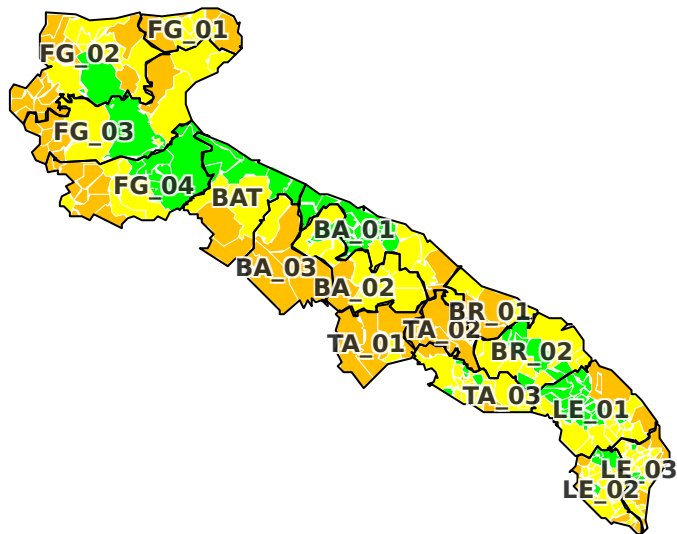 FG_01
FG_02
FG_03
FG_04
BAT
BA_01
BA_03
BA_02
BR_01
TA_02
TA_01
BR_02
TA_03
LE_01
LE_03
LE_02